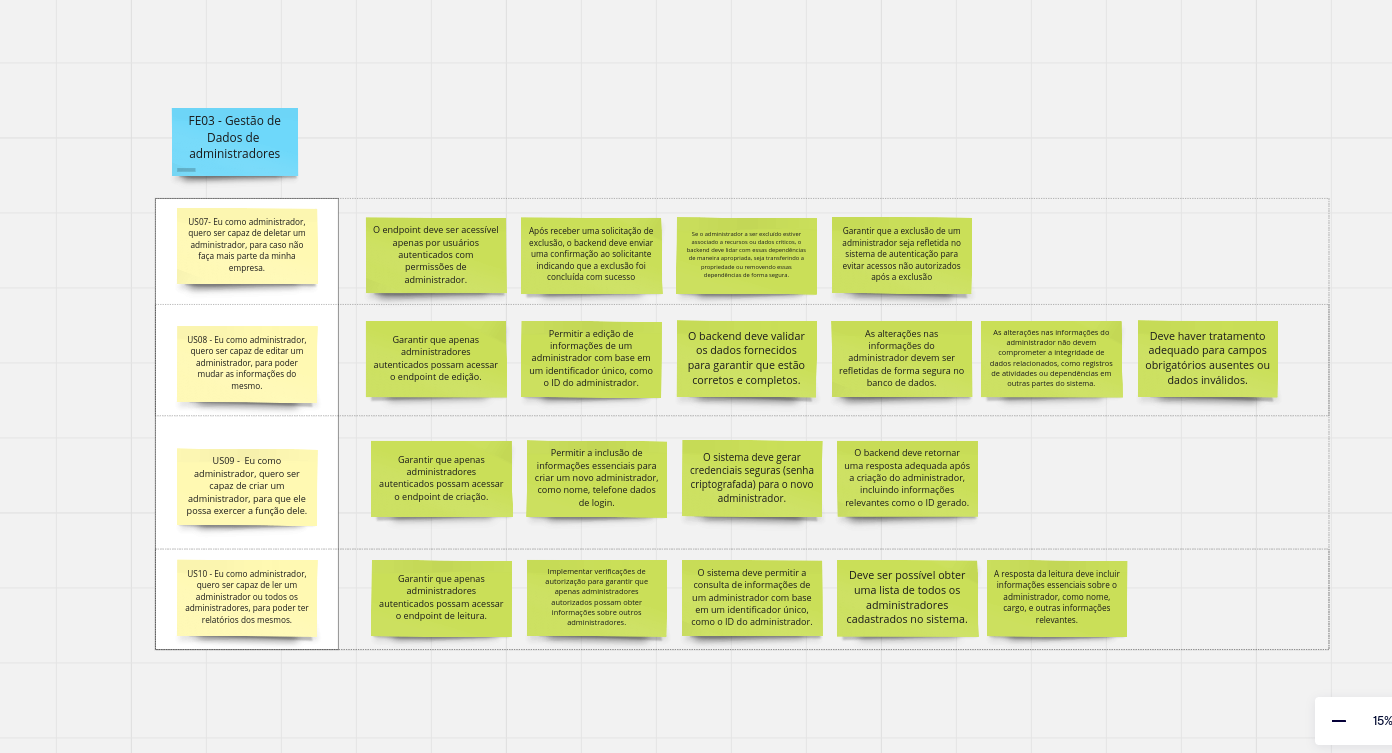 FE03 - Gestão de
Dados de
administradores
US07- Eu como administrador,
quero ser capaz de deletar um
administrador, para caso não
faça mais parte da minha
empresa.
O endpoint deve ser acessível
apenas por usuários
autenticados com
permissões de
administrador.
Após receber uma solicitação de
exclusão, o backend deve enviar
uma confirmação ao solicitante
indicando que a exclusão foi
concluída com sucesso
Se o administrador a ser excluído estiver
associado a recursos ou dados críticos, o
backend deve lidar com essas dependências
de maneira apropriada, seja transferindo a
propriedade ou removendo essas
dependências de forma segura.
Garantir que a exclusão de um
administrador seja refletida no
sistema de autenticação para
evitar acessos não autorizados
após a exclusão
US08 - Eu como administrador,
quero ser capaz de editar um
administrador, para poder
mudar as informações do
mesmo.
Garantir que apenas
administradores
autenticados possam acessar
o endpoint de edição.
Permitir a edição de
informações de um
administrador com base em
um identificador único, como
o ID do administrador.
O backend deve validar
os dados fornecidos
para garantir que estão
corretos e completos.
As alterações nas
informações do
administrador devem ser
refletidas de forma segura no
banco de dados.
As alterações nas informações do
administrador não devem
comprometer a integridade de
dados relacionados, como registros
de atividades ou dependências em
outras partes do sistema.
Deve haver tratamento
adequado para campos
obrigatórios ausentes ou
dados inválidos.
US09 - Eu como
administrador, quero ser
capaz de criar um
administrador, para que ele
possa exercer a função dele.
Garantir que apenas
administradores
autenticados possam acessar
o endpoint de criação.
Permitir a inclusão de
informações essenciais para
criar um novo administrador,
como nome, telefone dados
de login.
O sistema deve gerar
credenciais seguras (senha
criptografada) para o novo
administrador.
O backend deve retornar
uma resposta adequada após
a criação do administrador,
incluindo informações
relevantes como o ID gerado.
US10 - Eu como administrador,
quero ser capaz de ler um
administrador ou todos os
administradores, para poder ter
relatórios dos mesmos.
Garantir que apenas
administradores
autenticados possam acessar
o endpoint de leitura.
Implementar verificações de
autorização para garantir que
apenas administradores
autorizados possam obter
informações sobre outros
administradores.
O sistema deve permitir a
consulta de informações de
um administrador com base
em um identificador único,
como o ID do administrador.
Deve ser possível obter
uma lista de todos os
administradores
cadastrados no sistema.
A resposta da leitura deve incluir
informações essenciais sobre o
administrador, como nome,
cargo, e outras informações
relevantes.
15%